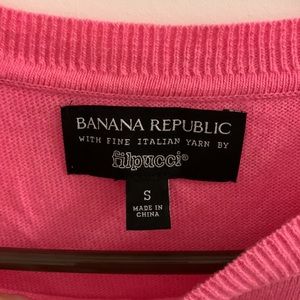 BANANA REPUBLIC
WITH FINE ITALIAN YARN BY
filpucci
S
MADE IN
CHINA